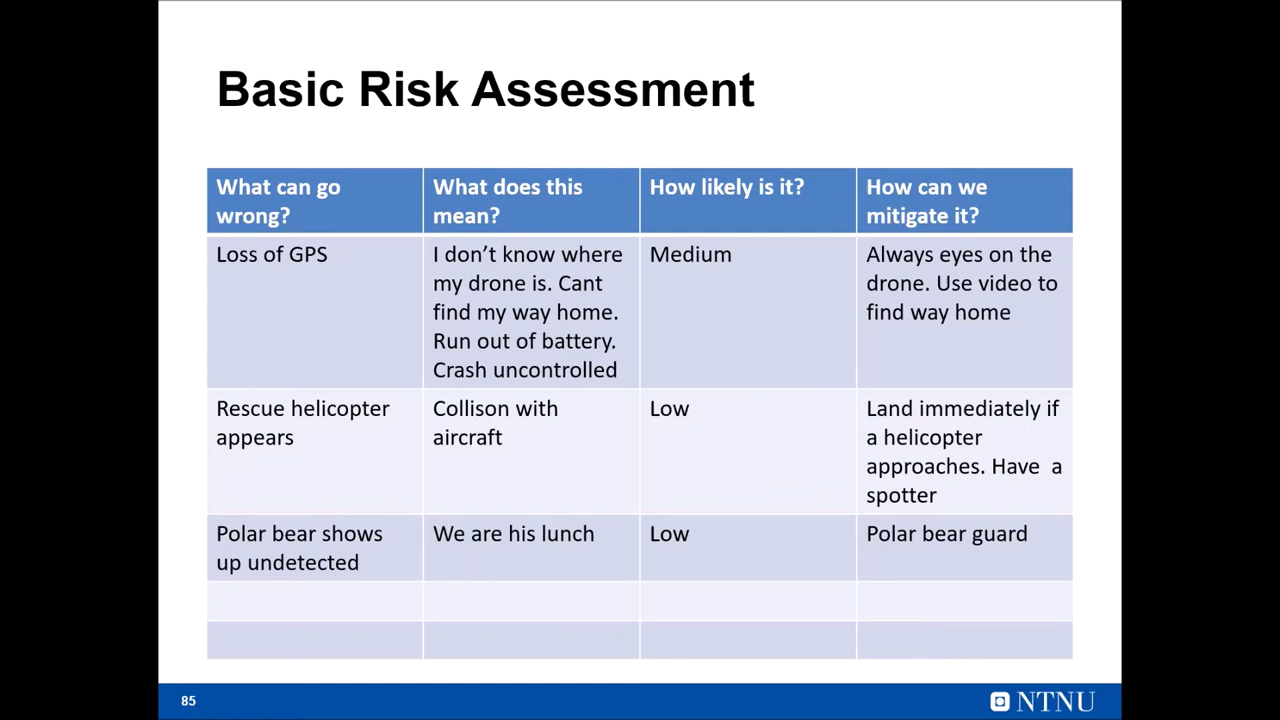 Basic Risk Assessment
What can go
wrong?
What does this
mean?
How likely is it?
How can we
mitigate it?
Loss of GPS
I don’t know where
my drone is. Cant
find my way home.
Run out of battery.
Crash uncontrolled
Medium
Always eyes on the
drone. Use video to
find way home
Rescue helicopter
appears
Collison with
aircraft
Low
Land immediately if
a helicopter
approaches. Have  a
spotter
Polar bear shows
up undetected
We are his lunch
Low
Polar bear guard
85
NTNU